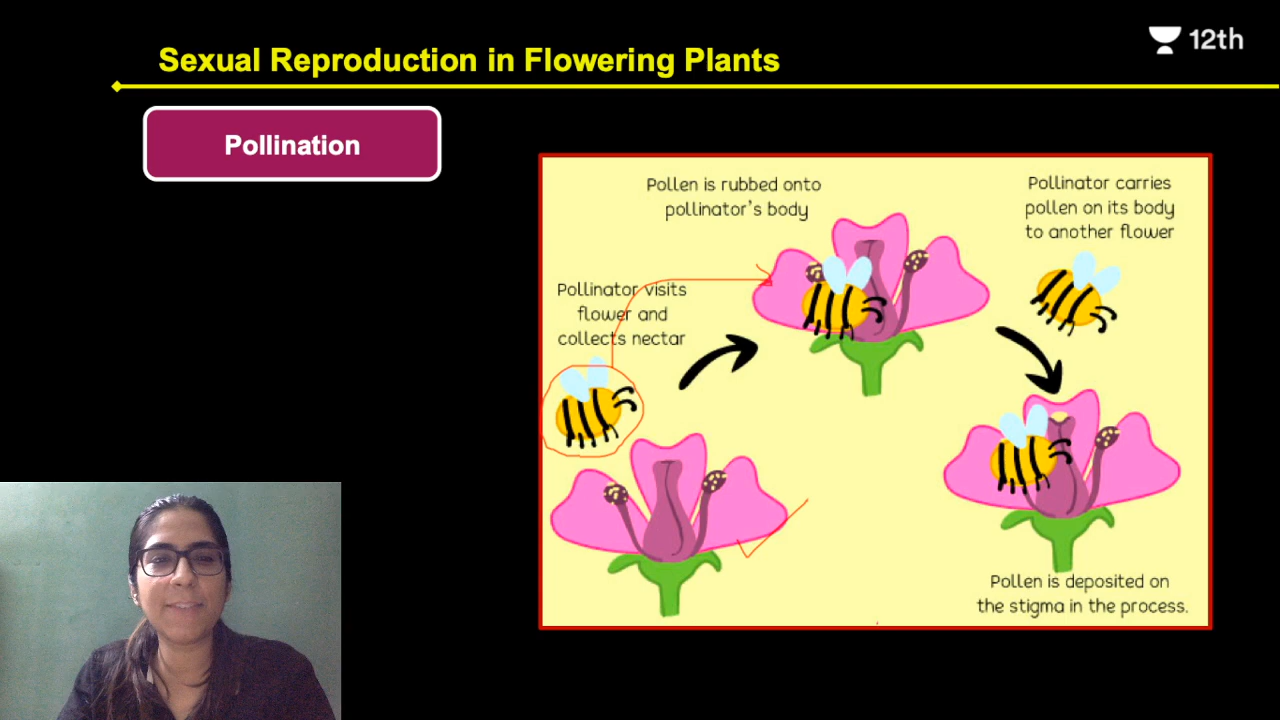 Sexual Reproduction in Flowering Plants
12th
Pollination
Pollen is rubbed onto
pollinator's body
Pollinator carries
pollen on its body
to another flower
Pollinator visits
flower and
collects nectar
Pollen is deposited on
the stigma in the process.